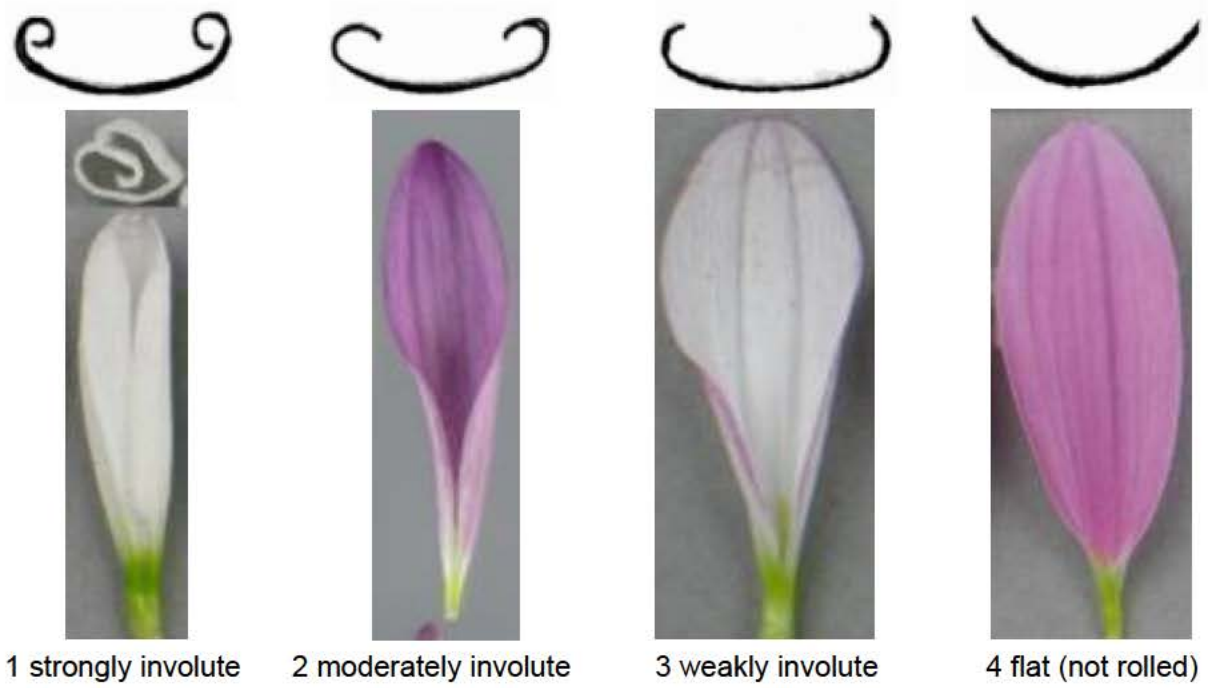 1 strongly involute
2 moderately involute
3 weakly involute
4 flat (not rolled)